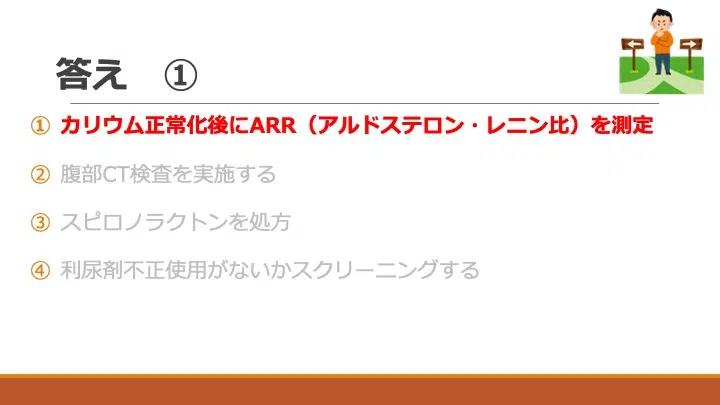 答え　①
① カリウム正常化後にARR（アルドステロン・レニン比）を測定
② 腹部CT検査を実施する
③ スピロノラクトンを処方
④ 利尿剤不正使用がないかスクリーニングする